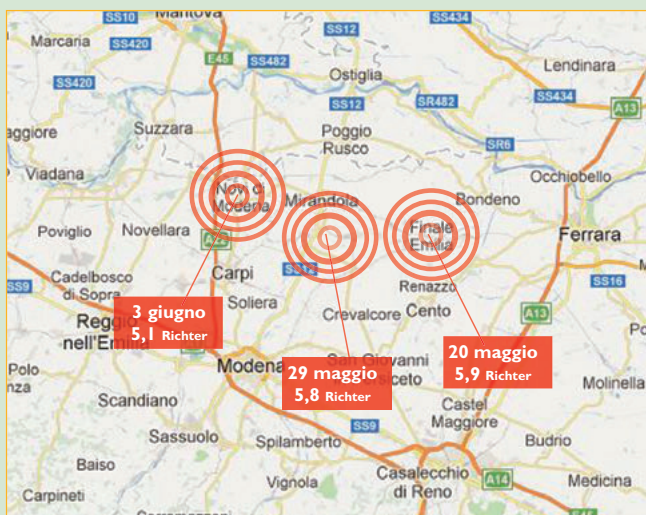 SS10
Mantova
SS12
SS434
Marcaria
SS420
E45
SS482
Lendinara
SS420
Ostiglia
SS12
SR482
SS434
A13
Suzzara
Poggio
Rusco
SR6
Viadana
Occhiobello
Novi di
Modena
Mirandola
Bondeno
Poviglio
Novellara
Finale
Emilia
Ferrara
Cadelbosco
di Sopra
Carpi
SS12
Renazzo
SS16
SS9
Soliera
Crevalcore
Cento
A13
3 giugno
5,1 Richter
Reggio
nell'Emilia
20 maggio
5,9 Richter
Modena
San Giovanni
29 maggio
5,8 Richter
Molinella
Scandiano
Castel
Maggiore
Sassuolo
Spilamberto
SS9
Budrio
Baiso
Casalecchio
di Reno
A14
Medicina
Carpineti
Vignola